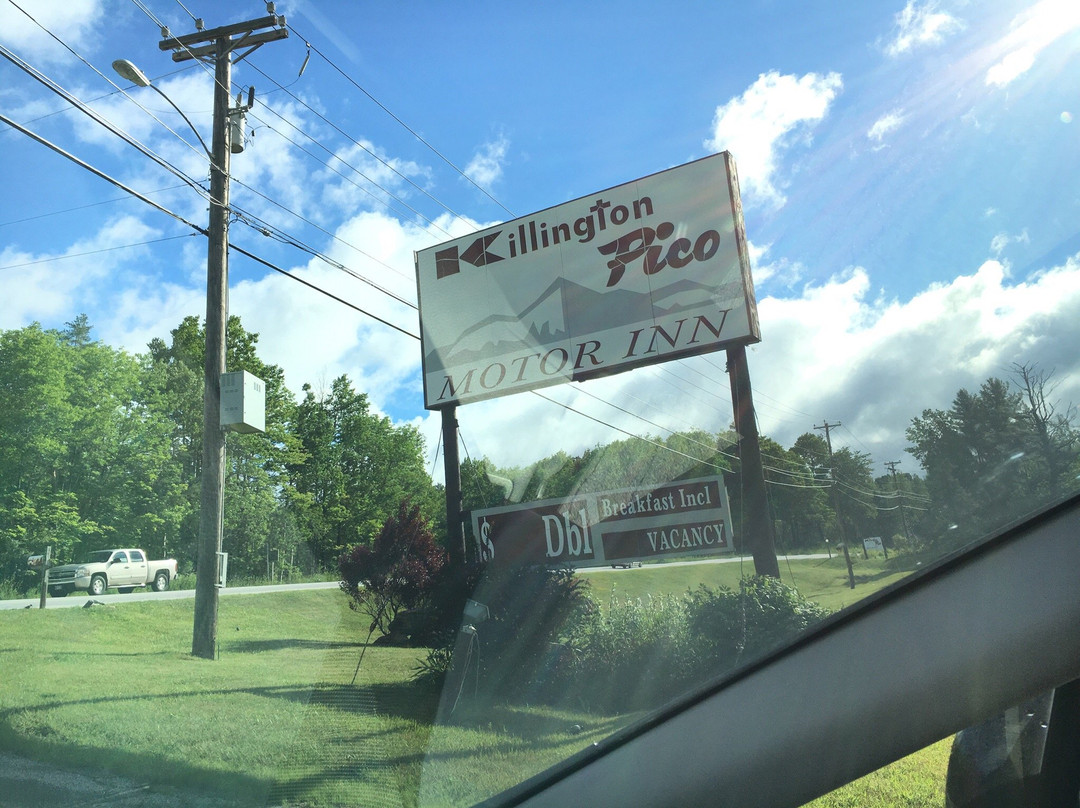 Killington
Pico
MOTOR INN
$ Dbl
Breakfast Incl
VACANCY